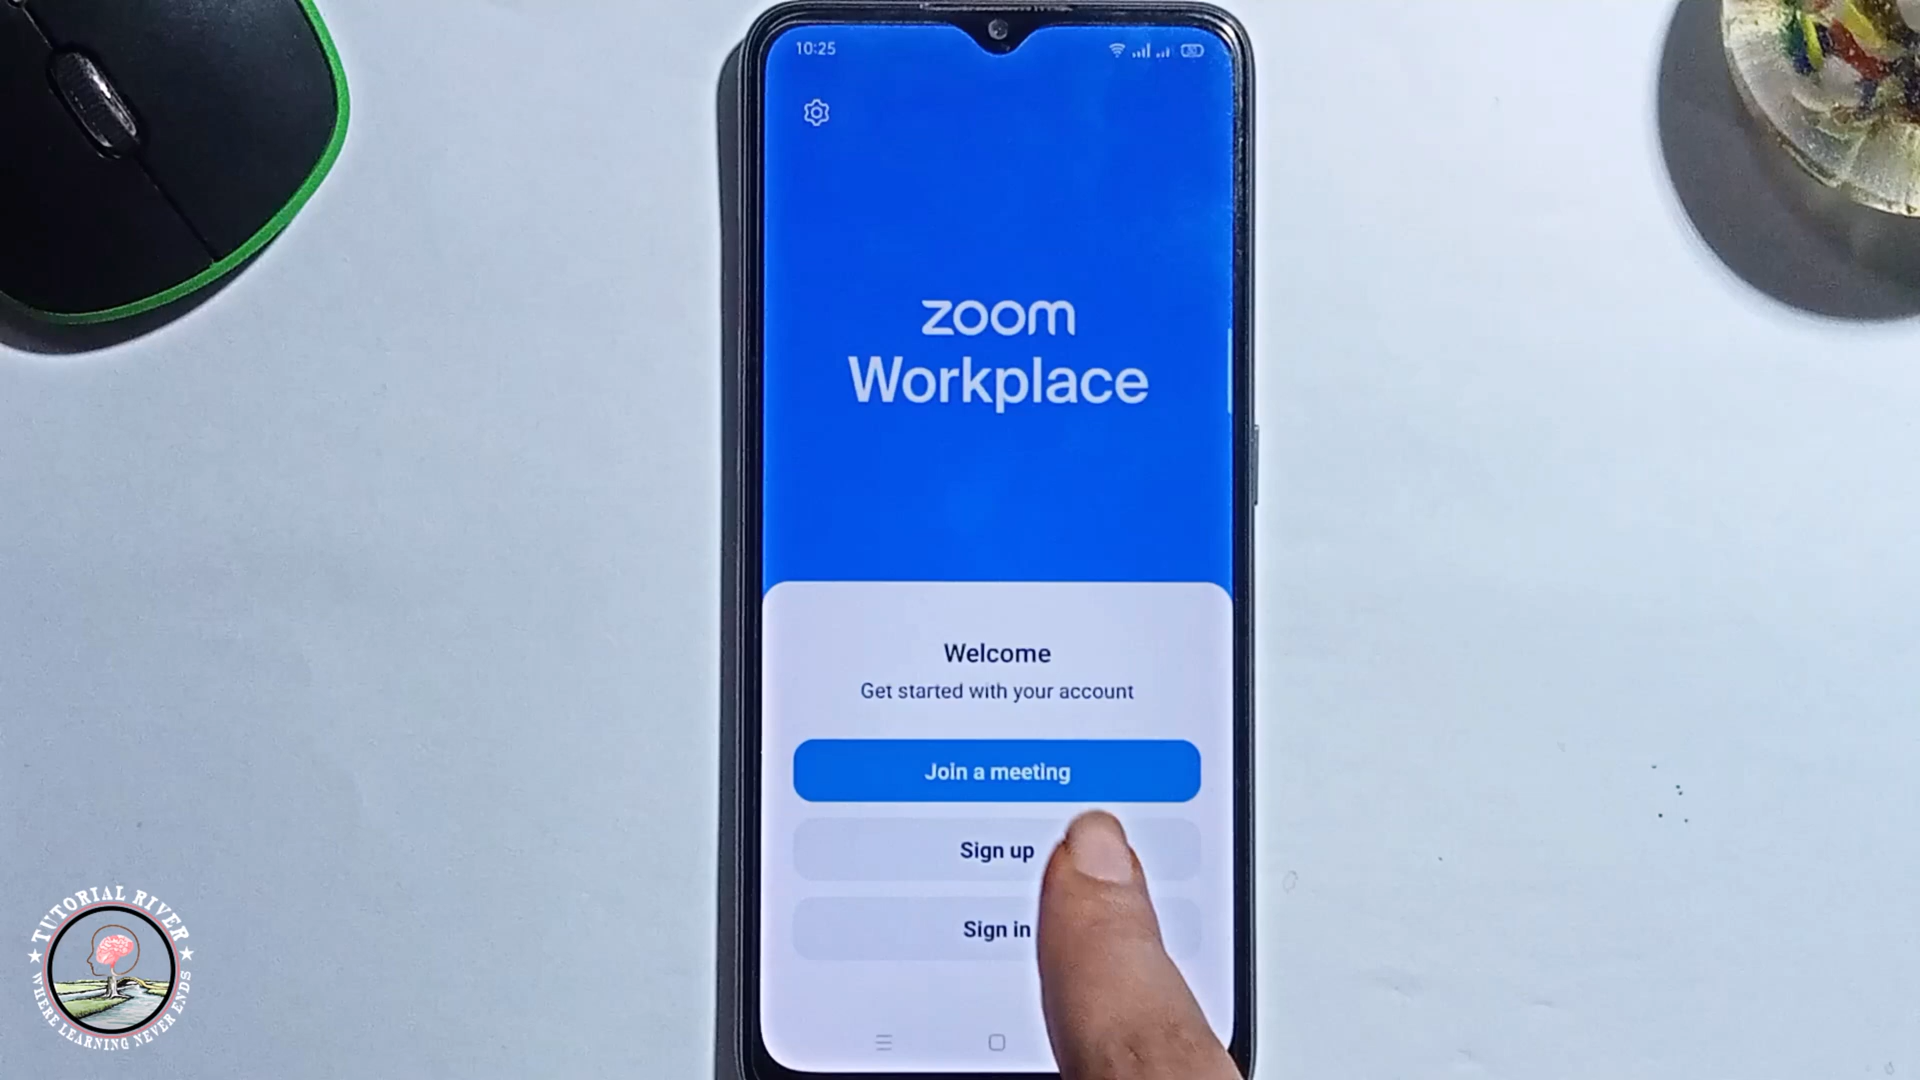 10:25
zoom
Workplace
Welcome
Get started with your account
Join a meeting
Sign up
Sign in
TUTORIAL RIVER
WHERE LEARNING NEVER ENDS